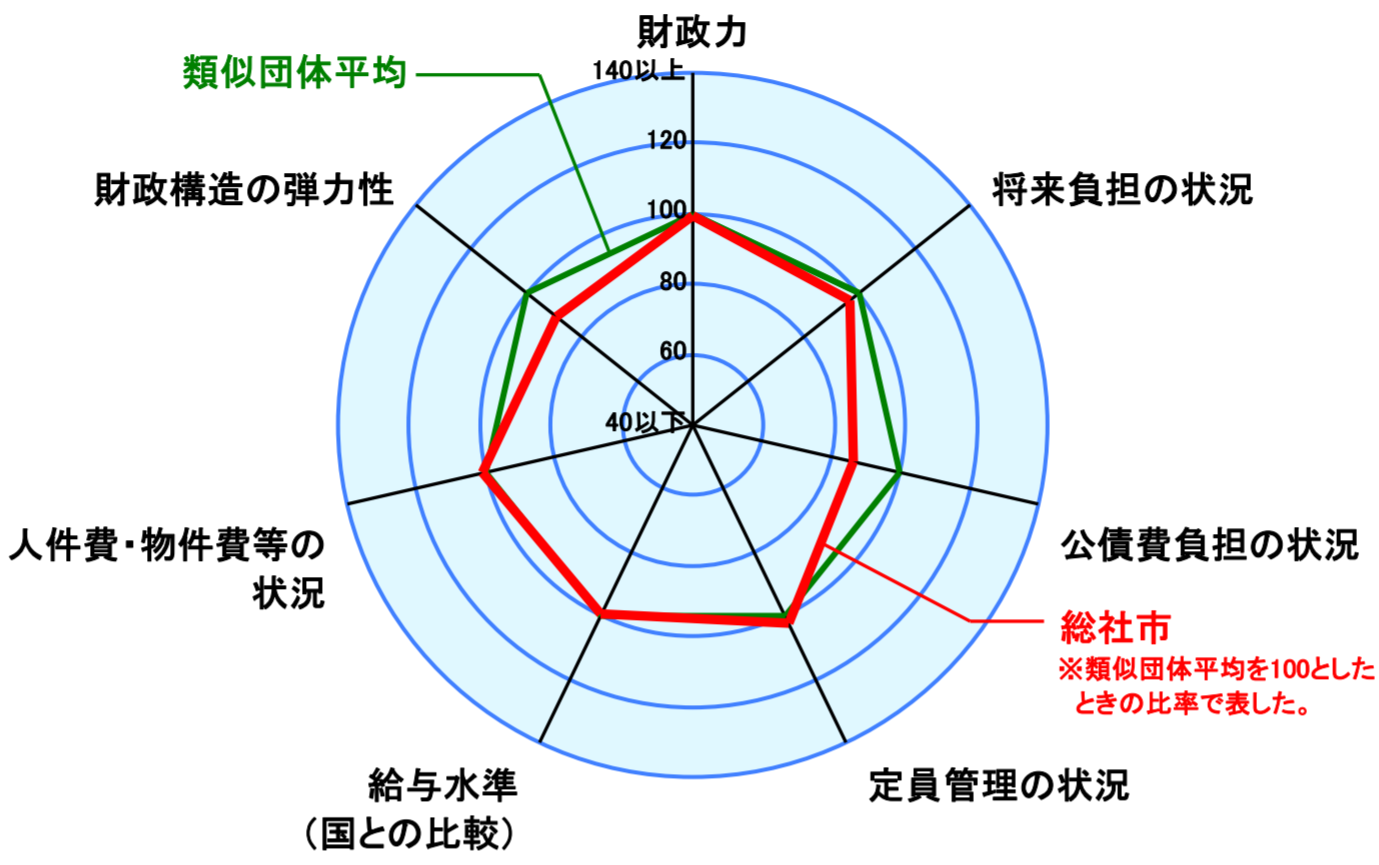 財政力
140以上
類似団体平均
120
財政構造の弾力性
将来負担の状況
100
80
60
40以下
人件費・物件費等の
状況
公債費負担の状況
総社市
※類似団体平均を100とした
ときの比率で表した。
給与水準
（国との比較）
定員管理の状況